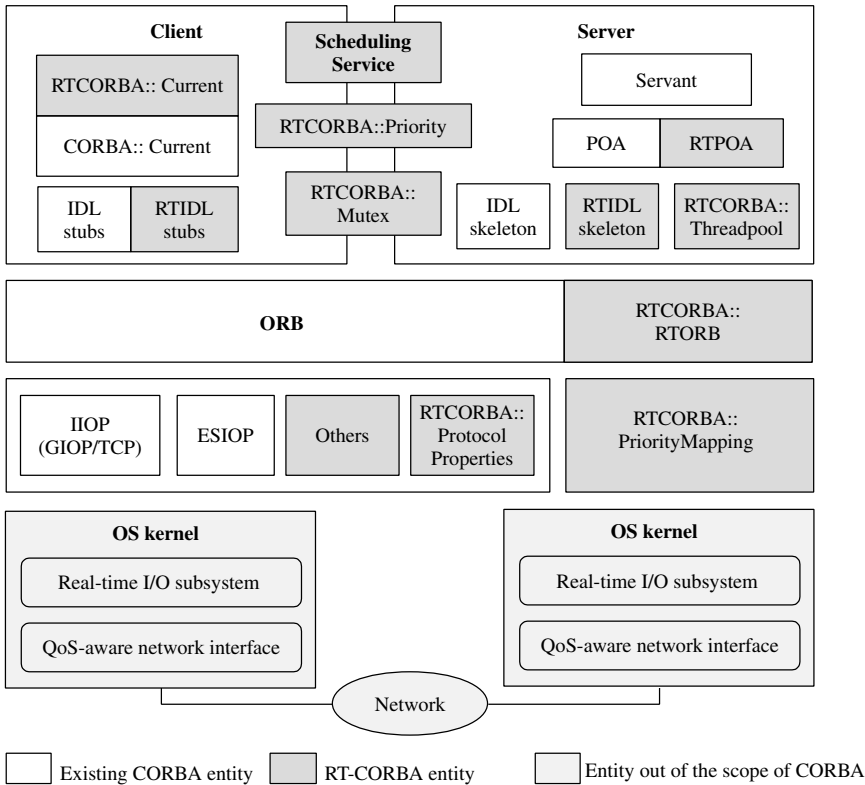 Client
Scheduling
Service
Server
RTCORBA:: Current
CORBA:: Current
IDL
stubs
RTIDL
stubs
RTCORBA::Priority
RTCORBA::
Mutex
Servant
POA
RTPOA
IDL
skeleton
RTIDL
skeleton
RTCORBA::
Threadpool
ORB
RTCORBA::
RTORB
IIOP
(GIOP/TCP)
ESIOP
Others
RTCORBA::
Protocol
Properties
RTCORBA::
PriorityMapping
OS kernel
Real-time I/O subsystem
QoS-aware network interface
OS kernel
Real-time I/O subsystem
QoS-aware network interface
Network
Existing CORBA entity
RT-CORBA entity
Entity out of the scope of CORBA